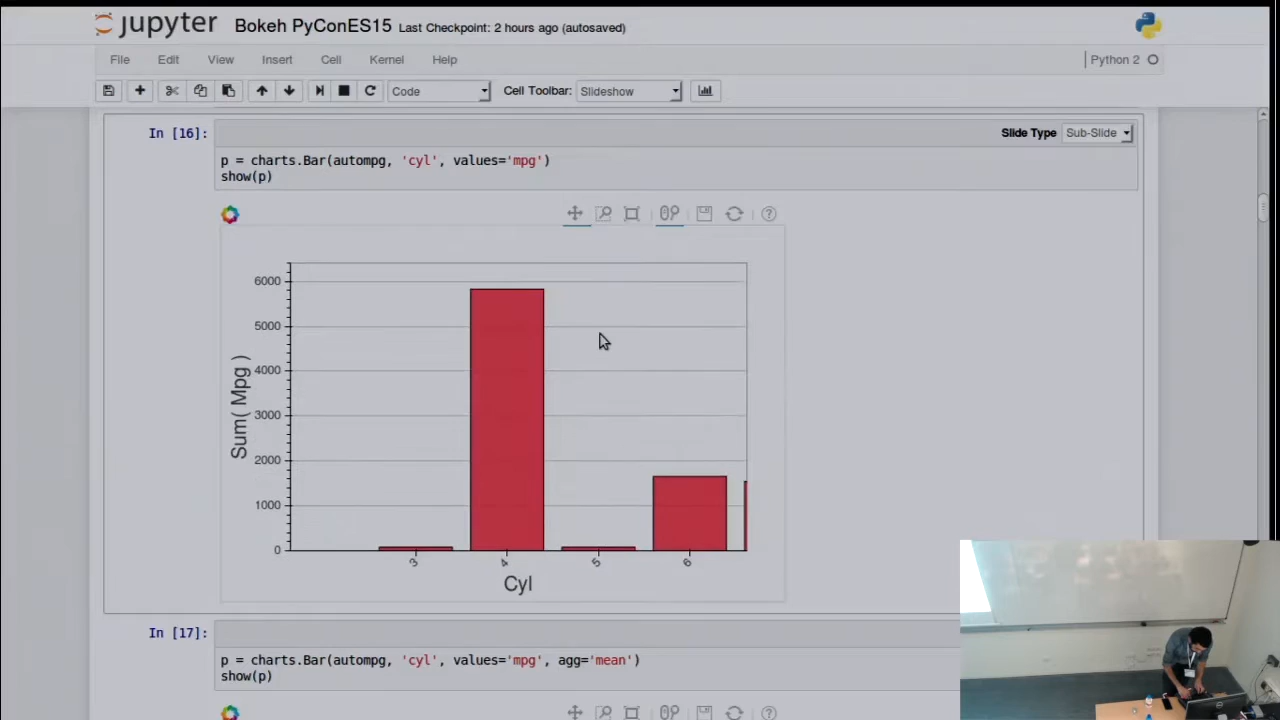 jupyter Bokeh PyConES15 Last Checkpoint: 2 hours ago (autosaved)
File Edit View Insert Cell Kernel Help Python 2
Code Cell Toolbar: Slideshow
In [16]: Slide Type Sub-Slide
p = charts.Bar(autompg, 'cyl', values='mpg')
show(p)
6000
5000
4000
3000
2000
1000
0
Sum( Mpg )
3 4 5 6
Cyl
In [17]:
p = charts.Bar(autompg, 'cyl', values='mpg', agg='mean')
show(p)